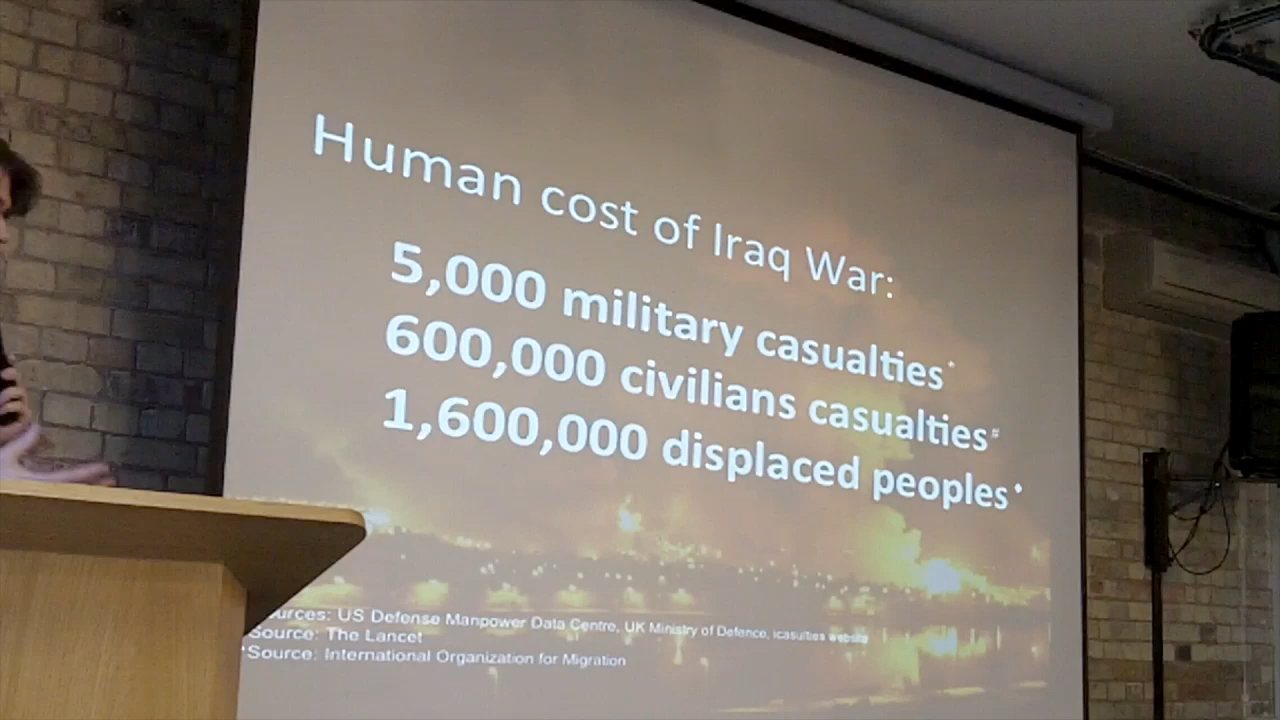 Human cost of Iraq War:
5,000 military casualties*
600,000 civilians casualties#
1,600,000 displaced peoples•
US Defense Manpower Data Centre, UK Ministry of Defence, icasulties website
Source: The Lancet
•Source: International Organization for Migration